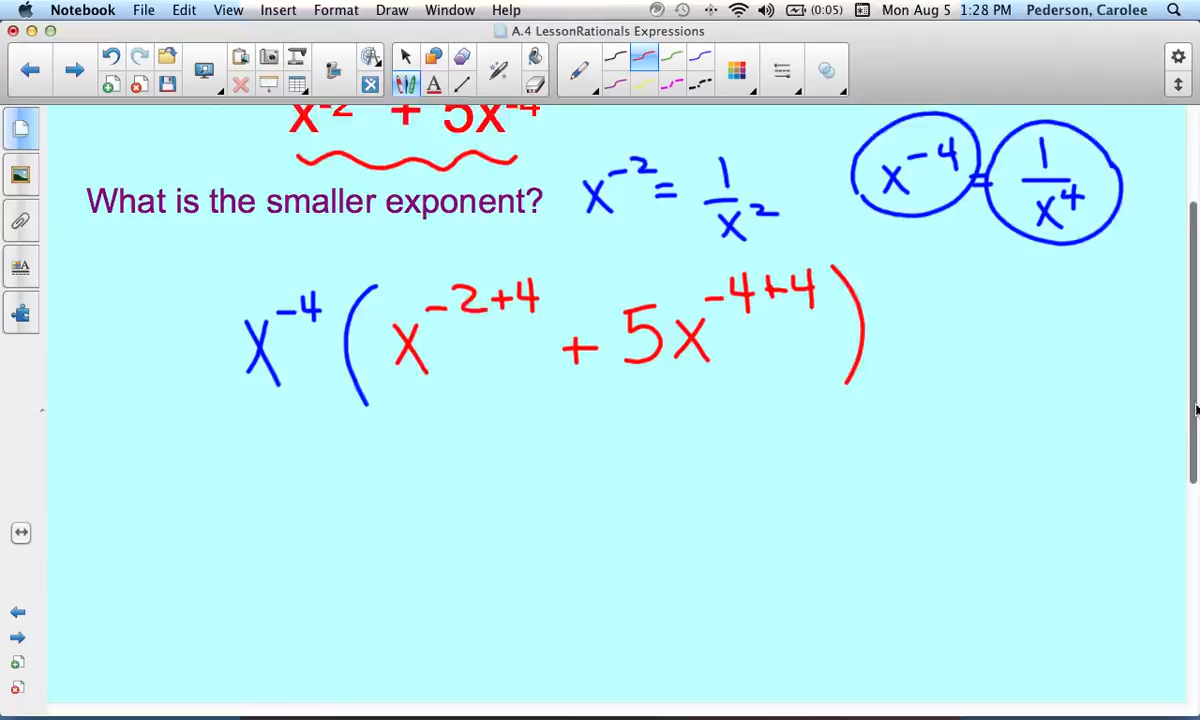 Notebook File Edit View Insert Format Draw Window Help (0:05) Mon Aug 5 1:28 PM Pederson, Carolee
A.4 LessonRationals Expressions
x⁻² + 5x⁻⁴
What is the smaller exponent? x⁻² = 1/x² x⁻⁴ = 1/x⁴
x⁻⁴ ( x⁻²⁺⁴ + 5x⁻⁴⁺⁴ )